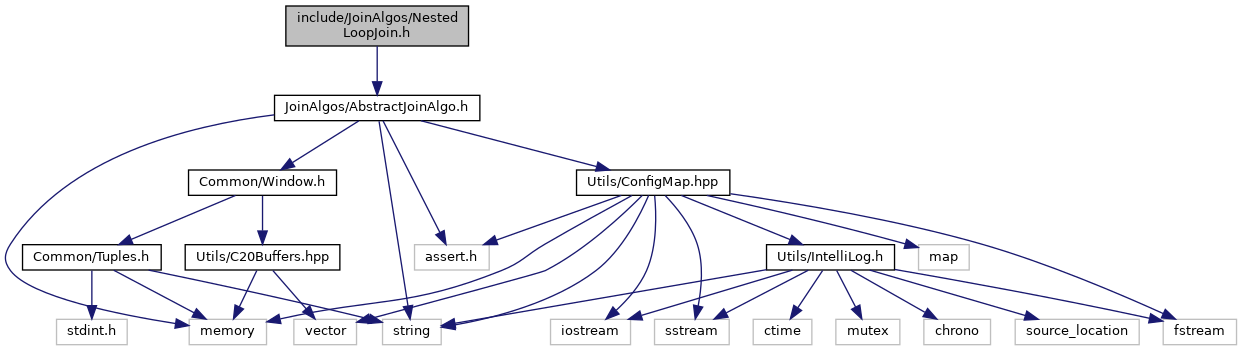 include/JoinAlgos/Nested
LoopJoin.h
JoinAlgos/AbstractJoinAlgo.h
Common/Window.h
Utils/ConfigMap.hpp
Common/Tuples.h
Utils/C20Buffers.hpp
assert.h
Utils/IntelliLog.h
map
stdint.h
memory
vector
string
iostream
sstream
ctime
mutex
chrono
source_location
fstream